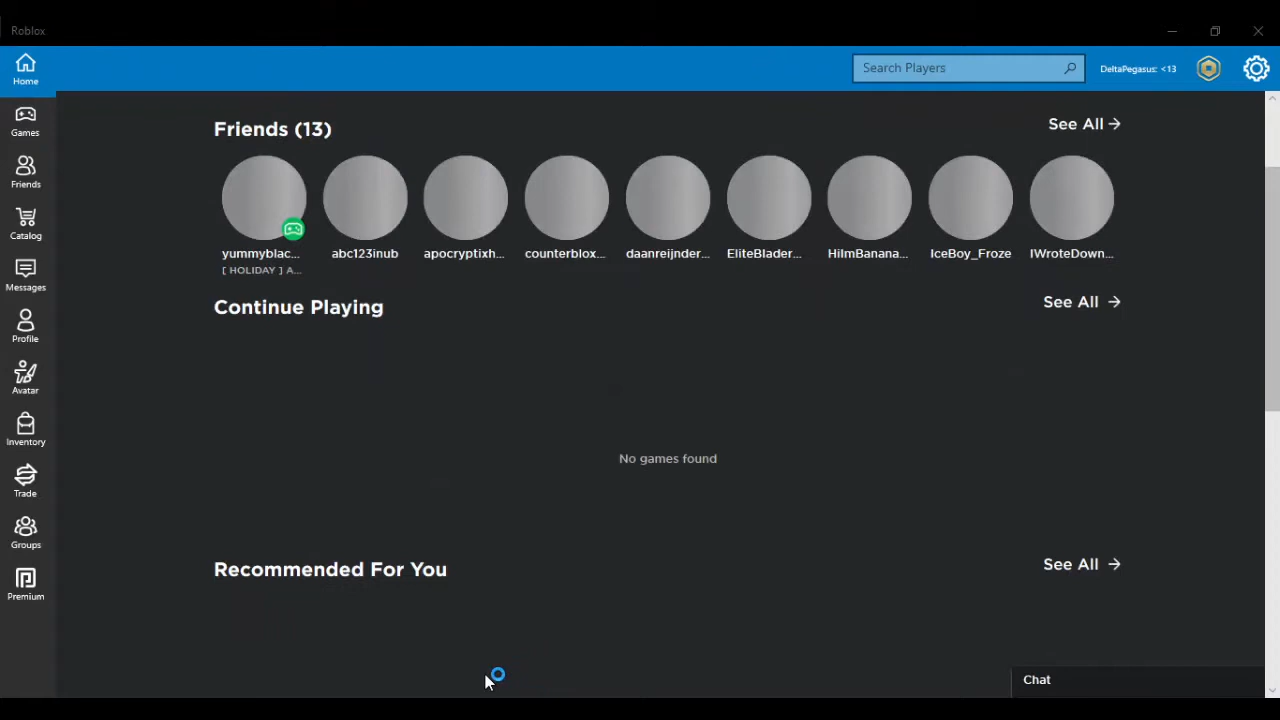 Roblox
Home
Search Players
DeltaPegasus: <13
Games
Friends
Catalog
Messages
Profile
Avatar
Inventory
Trade
Groups
Premium
Friends (13)
See All
yummyblac...
[ HOLIDAY ] A...
abc123inub
apocryptixh...
counterblox...
daanreijnder...
EliteBlader...
HiImBanana...
IceBoy_Froze
IWroteDown...
Continue Playing
See All
No games found
Recommended For You
See All
Chat